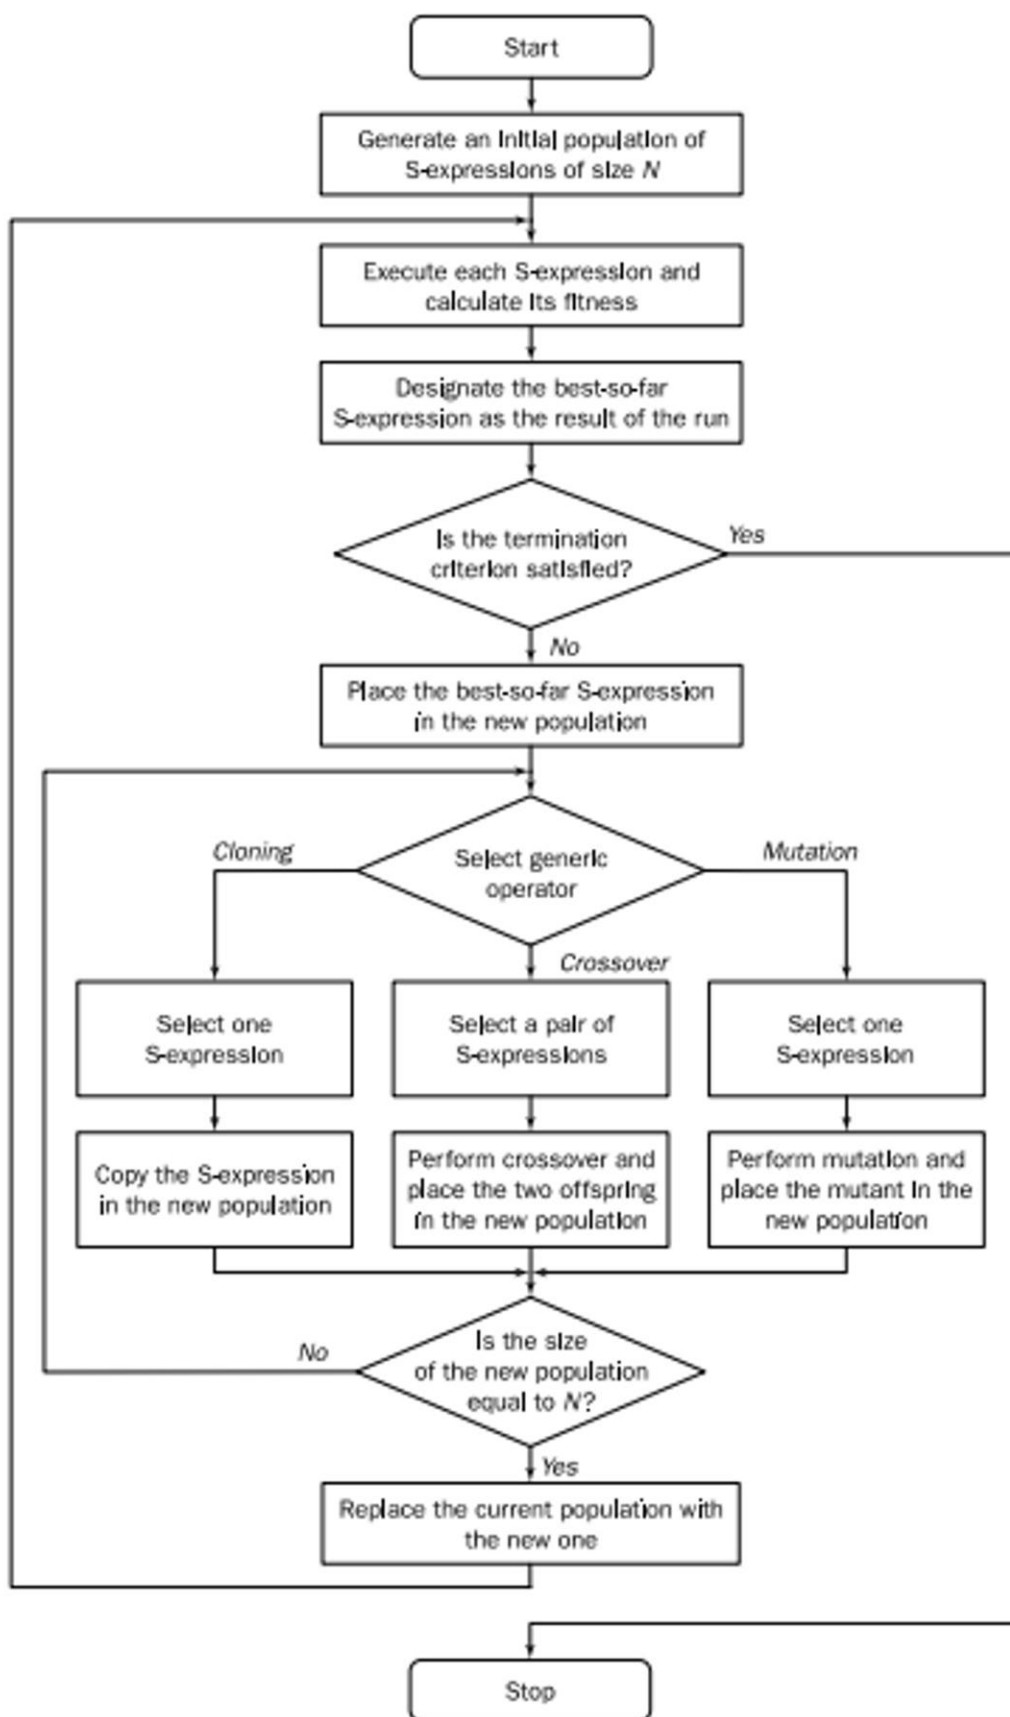 Start
Generate an initial population of
S-expressions of size N
Execute each S-expression and
calculate its fitness
Designate the best-so-far
S-expression as the result of the run
Is the termination
criterion satisfied?
Yes
No
Place the best-so-far S-expression
in the new population
Select generic
operator
Cloning
Mutation
Crossover
Select one
S-expression
Select a pair of
S-expressions
Select one
S-expression
Copy the S-expression
in the new population
Perform crossover and
place the two offspring
in the new population
Perform mutation and
place the mutant in the
new population
Is the size
of the new population
equal to N?
No
Yes
Replace the current population with
the new one
Stop